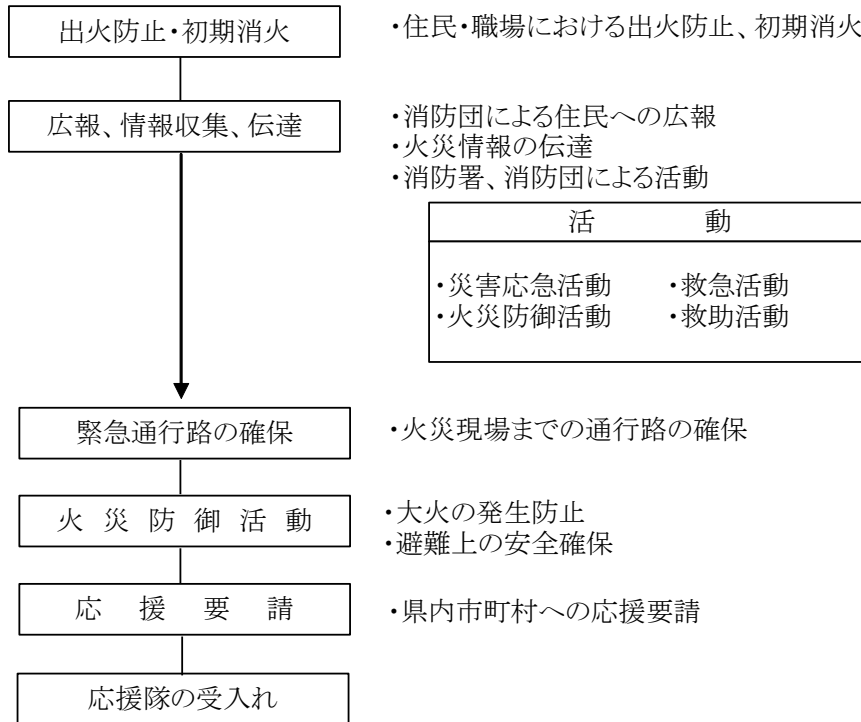 出火防止・初期消火
・住民・職場における出火防止、初期消火
広報、情報収集、伝達
・消防団による住民への広報
・火災情報の伝達
・消防署、消防団による活動
活　　　　動
・災害応急活動　　・救急活動
・火災防御活動　　・救助活動
緊急通行路の確保
・火災現場までの通行路の確保
火 災 防 御 活 動
・大火の発生防止
・避難上の安全確保
応　援　要　請
・県内市町村への応援要請
応援隊の受入れ